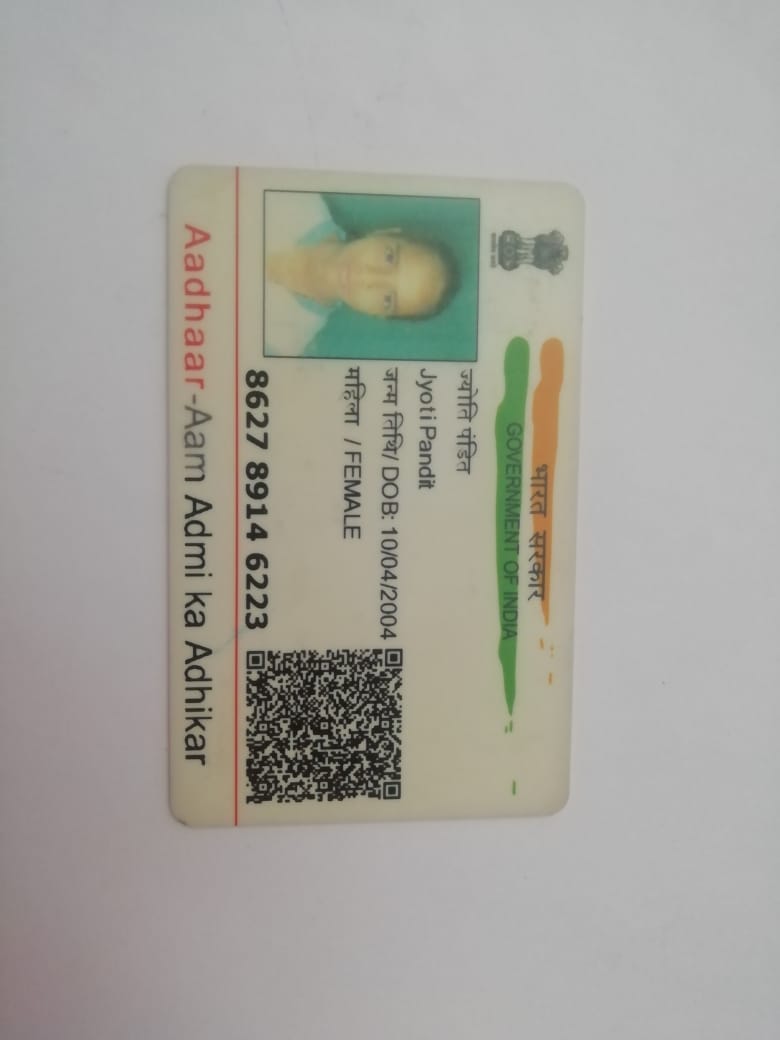 भारत सरकार
GOVERNMENT OF INDIA
ज्योति पंडित
Jyoti Pandit
जन्म तिथि/ DOB: 10/04/2004
महिला / FEMALE
8627 8914 6223
Aadhaar-Aam Admi ka Adhikar